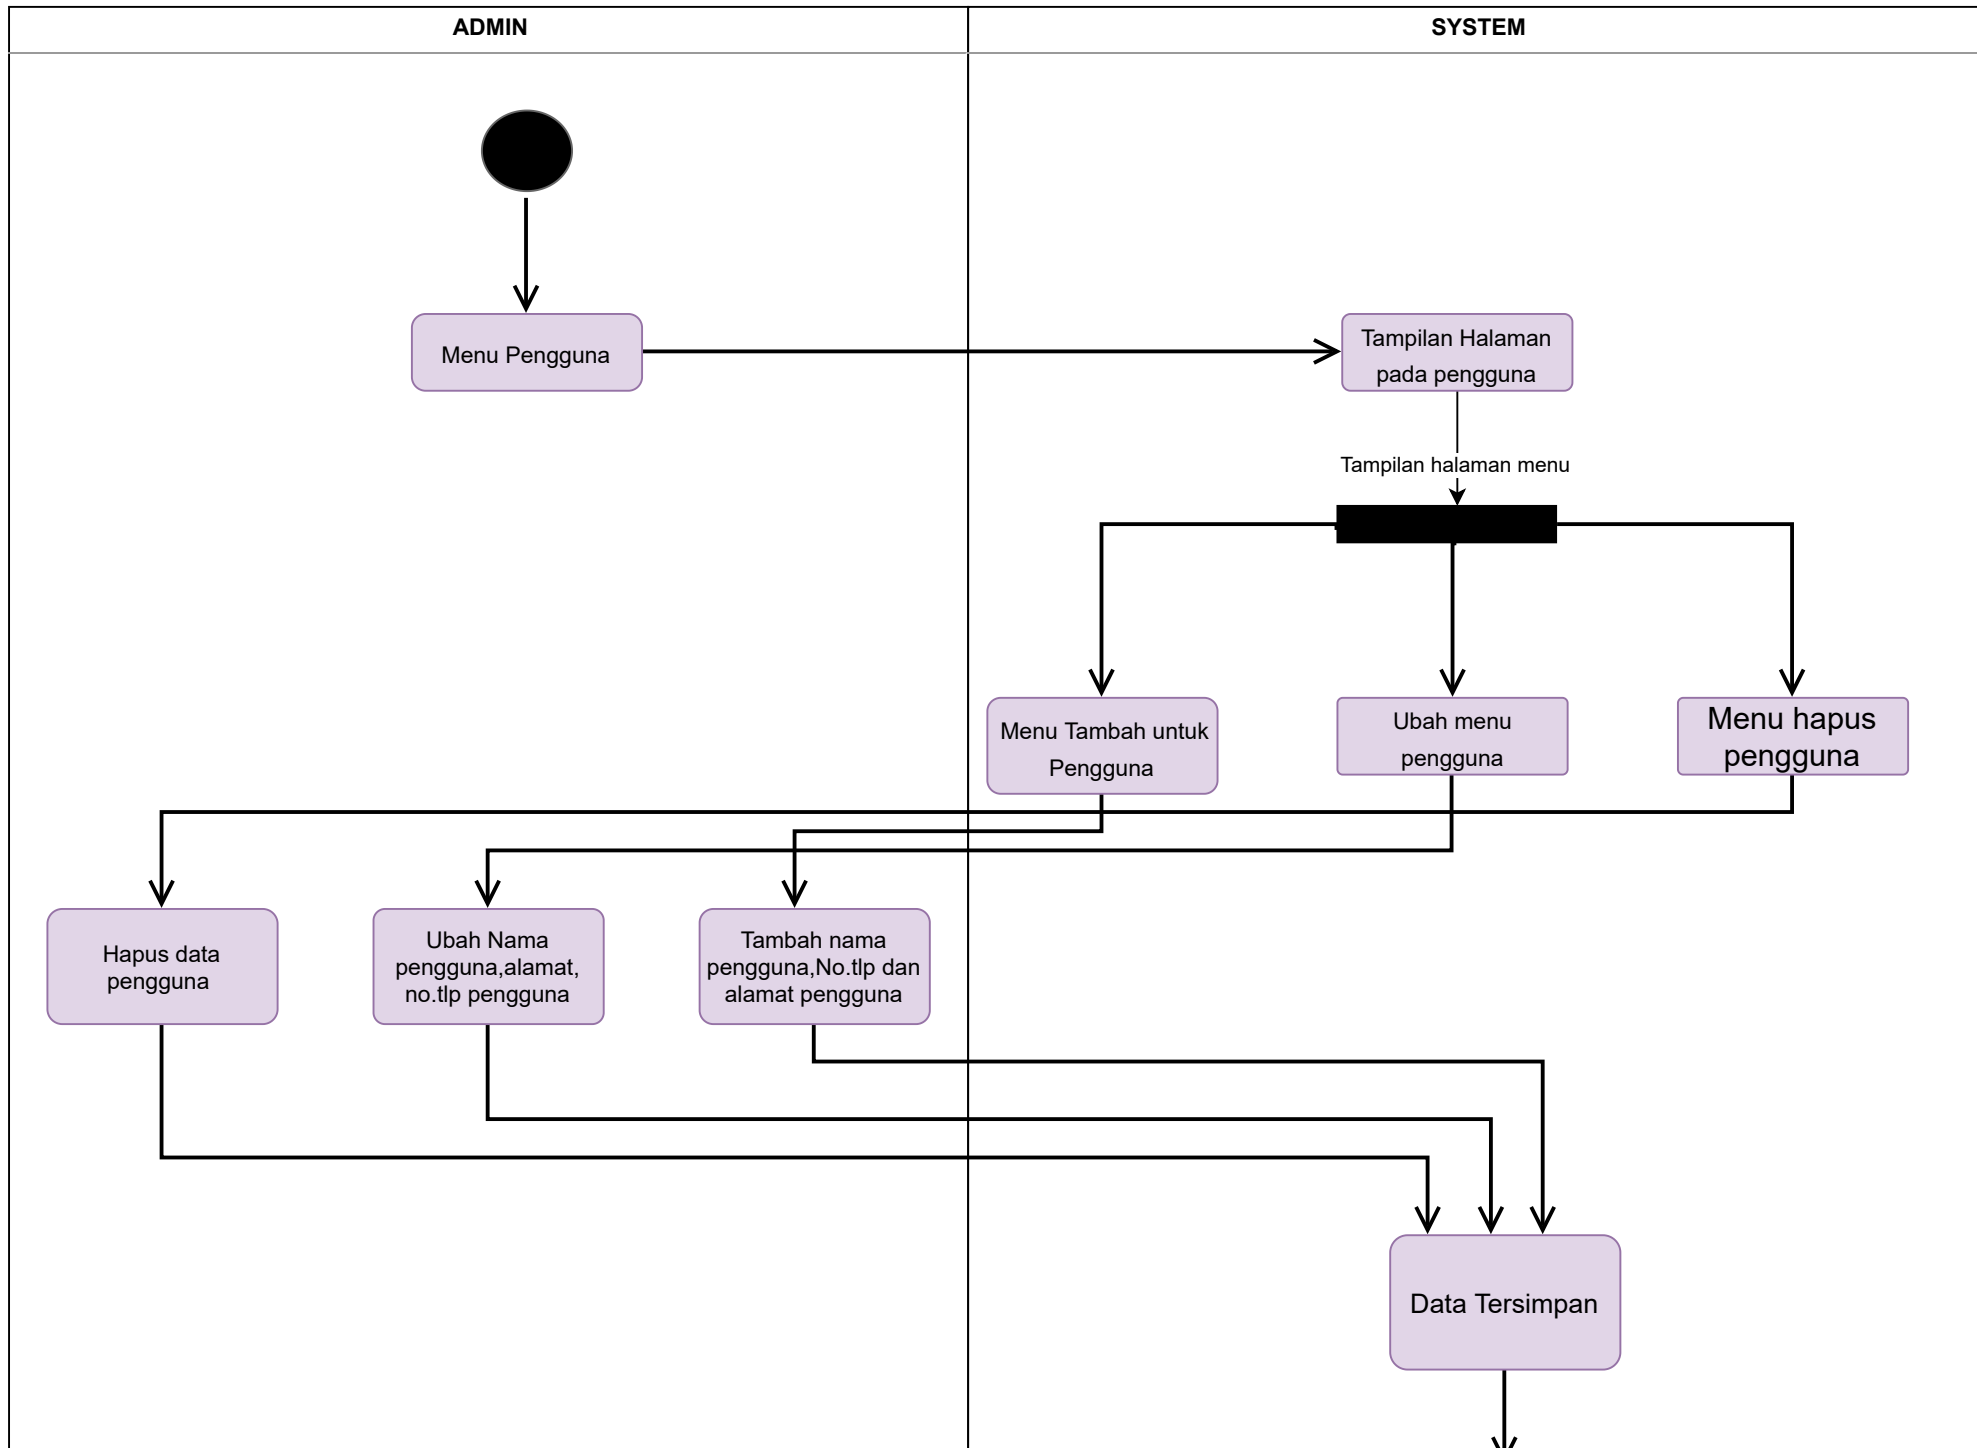 ADMIN
SYSTEM
Menu Pengguna
Tampilan Halaman
pada pengguna
Tampilan halaman menu
Menu Tambah untuk
Pengguna
Ubah menu
pengguna
Menu hapus
pengguna
Hapus data
pengguna
Ubah Nama
pengguna,alamat,
no.tlp pengguna
Tambah nama
pengguna,No.tlp dan
alamat pengguna
Data Tersimpan